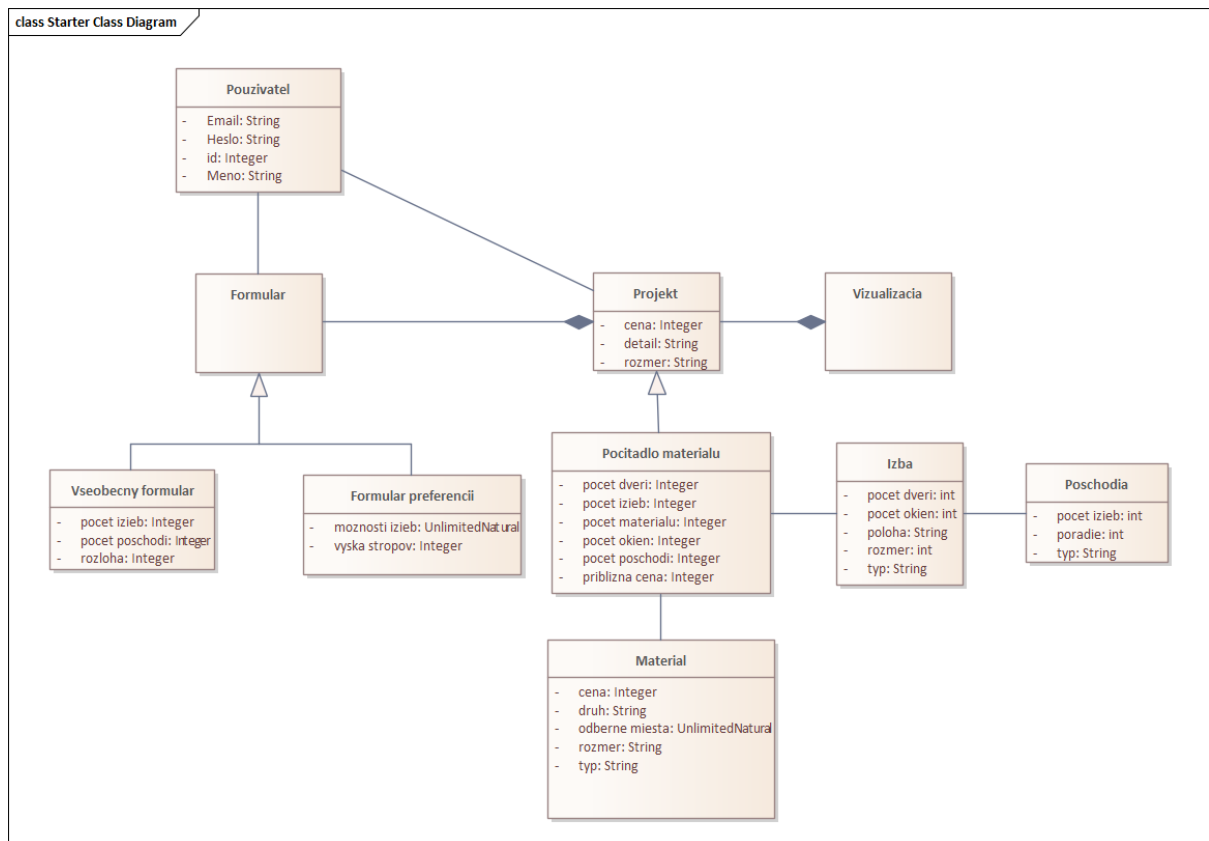 class Starter Class Diagram
Pouzivatel
- Email: String
- Heslo: String
- id: Integer
- Meno: String
Formular
Projekt
- cena: Integer
- detail: String
- rozmer: String
Vizualizacia
Vseobecny formular
- pocet izieb: Integer
- pocet poschodi: Integer
- rozloha: Integer
Formular preferencii
- moznosti izieb: UnlimitedNatural
- vyska stropov: Integer
Pocitadlo materialu
- pocet dveri: Integer
- pocet izieb: Integer
- pocet materialu: Integer
- pocet okien: Integer
- pocet poschodi: Integer
- priblizna cena: Integer
Izba
- pocet dveri: int
- pocet okien: int
- poloha: String
- rozmer: int
- typ: String
Poschodia
- pocet izieb: int
- poradie: int
- typ: String
Material
- cena: Integer
- druh: String
- odberne miesta: UnlimitedNatural
- rozmer: String
- typ: String